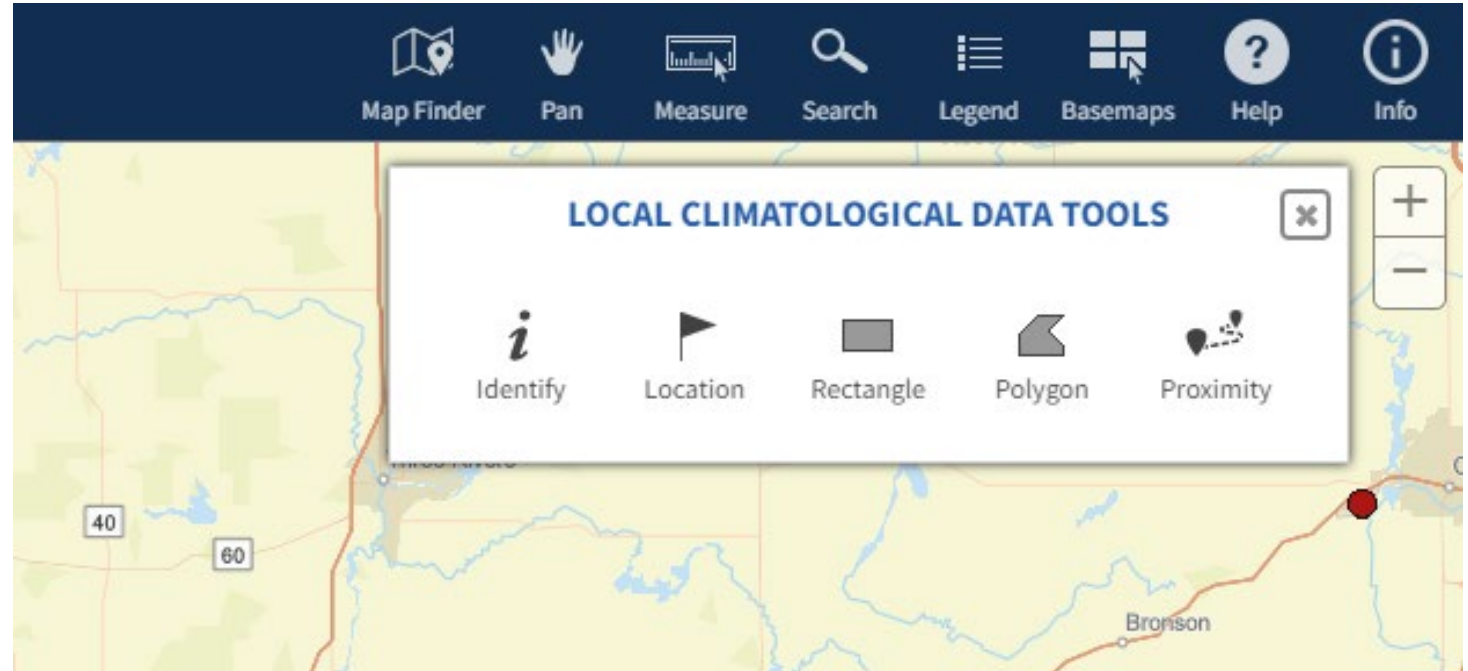 Map Finder Pan Measure Search Legend Basemaps Help Info
LOCAL CLIMATOLOGICAL DATA TOOLS
Identify Location Rectangle Polygon Proximity
40
60
Bronson